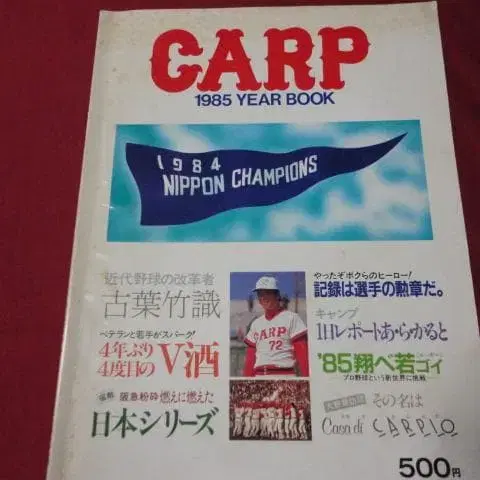 CARP
1985 YEAR BOOK
1984
NIPPON CHAMPIONS
近代野球の改革者
古葉竹識
ベテランと若手がスパーク!
4年ぶり
4度目のV酒
阪急粉砕 燃えに燃えた
日本シリーズ
CARP
72
やったぞボクらのヒーロー!
記録は選手の勲章だ。
キャンプ
1日レポートあ・ら・かると
'85翔べ若ゴイ
プロ野球という新世界に挑戦
その名は
Casa di CARPIO
500円